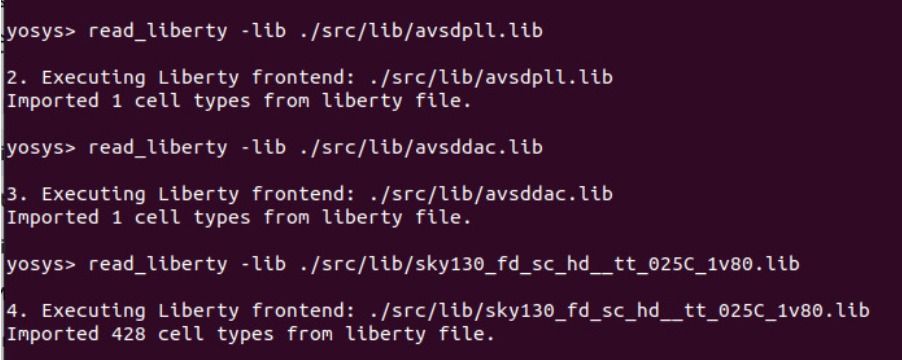 yosys> read_liberty -lib ./src/lib/avsdpll.lib
2. Executing Liberty frontend: ./src/lib/avsdpll.lib
Imported 1 cell types from liberty file.
yosys> read_liberty -lib ./src/lib/avsddac.lib
3. Executing Liberty frontend: ./src/lib/avsddac.lib
Imported 1 cell types from liberty file.
yosys> read_liberty -lib ./src/lib/sky130_fd_sc_hd__tt_025C_1v80.lib
4. Executing Liberty frontend: ./src/lib/sky130_fd_sc_hd__tt_025C_1v80.lib
Imported 428 cell types from liberty file.